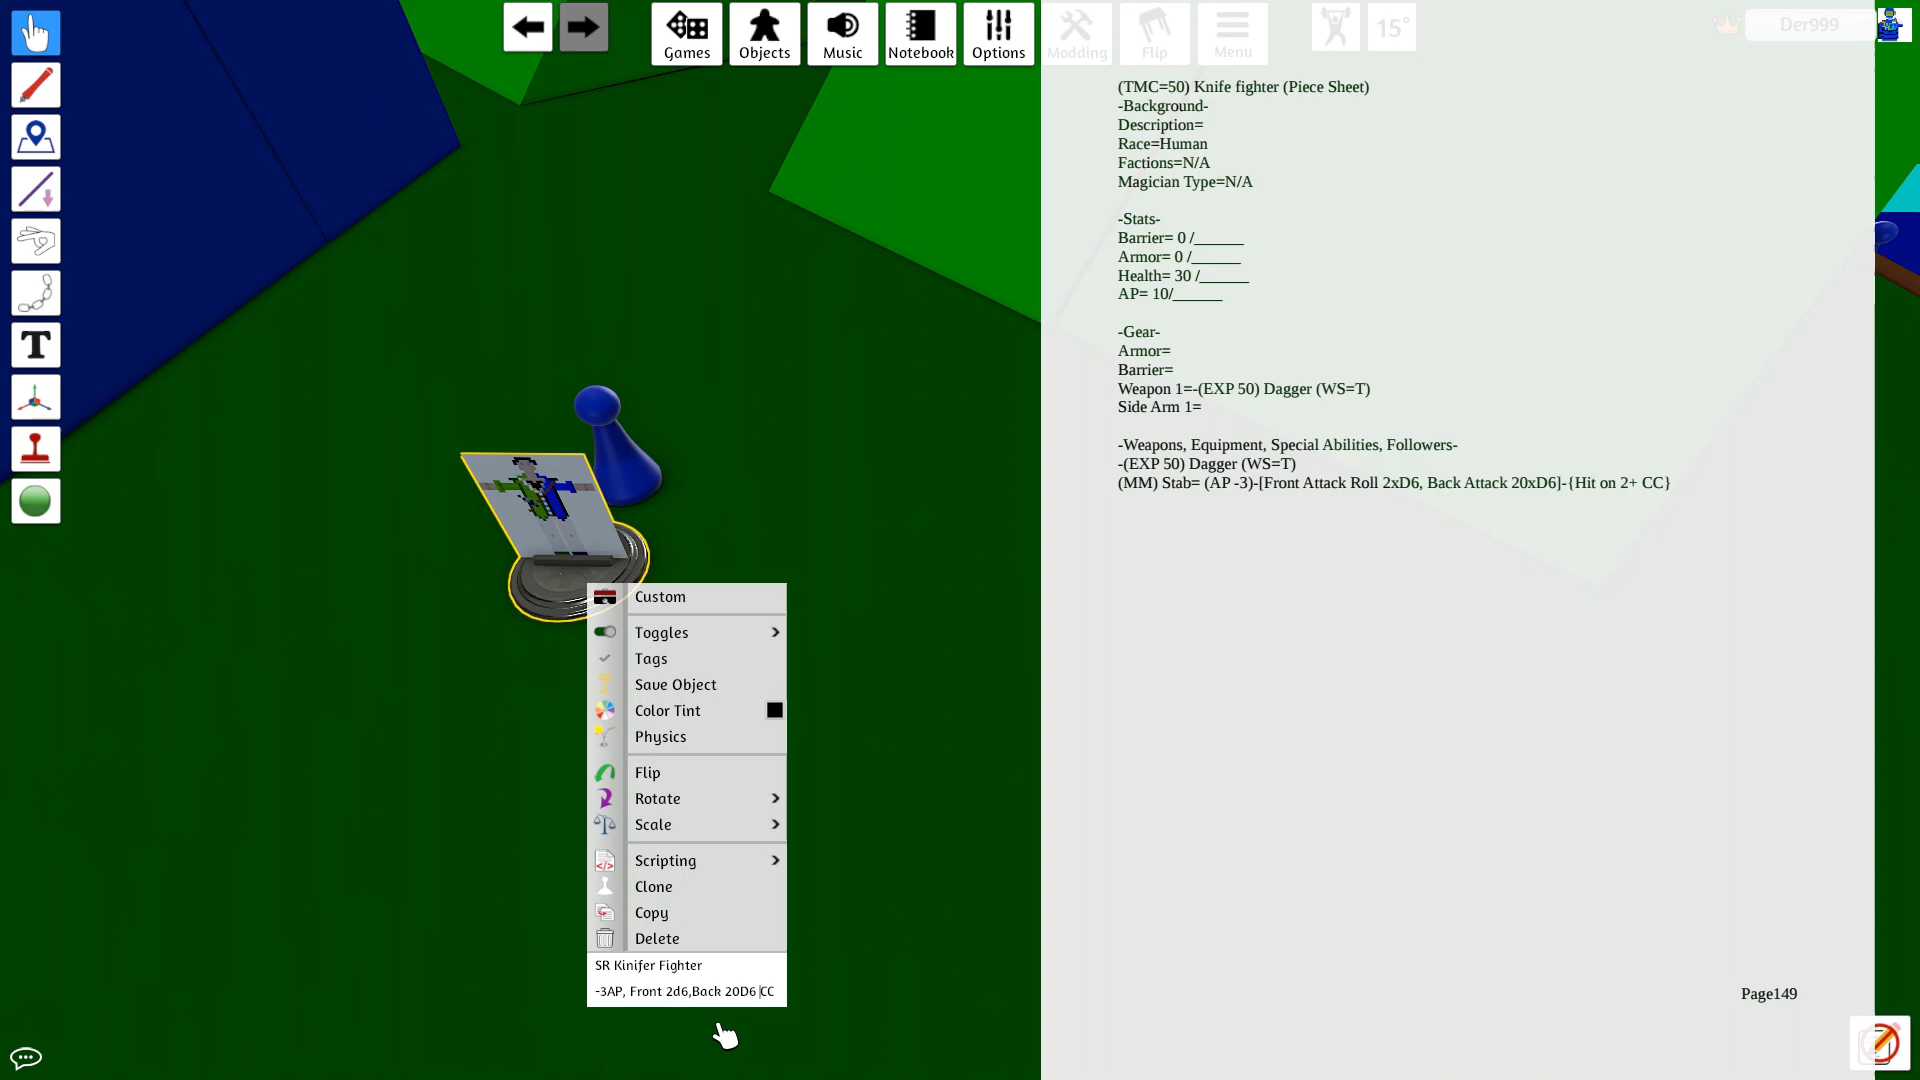 Games
Objects
Music
Notebook
Options
Modding
Flip
Menu
15°
Der999
(TMC=50) Knife fighter (Piece Sheet)
-Background-
Description=
Race=Human
Factions=N/A
Magician Type=N/A
-Stats-
Barrier= 0 /______
Armor= 0 /______
Health= 30 /______
AP= 10/______
-Gear-
Armor=
Barrier=
Weapon 1=-(EXP 50) Dagger (WS=T)
Side Arm 1=
-Weapons, Equipment, Special Abilities, Followers-
-(EXP 50) Dagger (WS=T)
(MM) Stab= (AP -3)-[Front Attack Roll 2xD6, Back Attack 20xD6]-{Hit on 2+ CC}
Page149
T
Custom
Toggles
Tags
Save Object
Color Tint
Physics
Flip
Rotate
Scale
Scripting
Clone
Copy
Delete
SR Kinifer Fighter
-3AP, Front 2d6,Back 20D6 CC